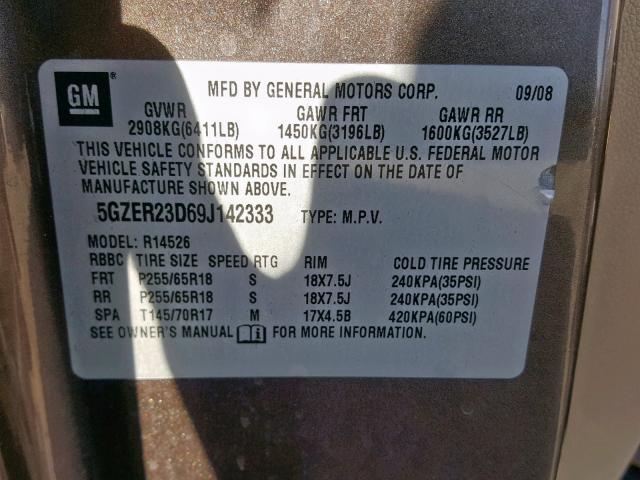 GM ®
MFD BY GENERAL MOTORS CORP. 09/08
GVWR GAWR FRT GAWR RR
2908KG(6411LB) 1450KG(3196LB) 1600KG(3527LB)
THIS VEHICLE CONFORMS TO ALL APPLICABLE U.S. FEDERAL MOTOR
VEHICLE SAFETY STANDARDS IN EFFECT ON THE DATE OF
MANUFACTURE SHOWN ABOVE.
5GZER23D69J142333 TYPE: M.P.V.
MODEL: R14526
RBBC TIRE SIZE SPEED RTG RIM COLD TIRE PRESSURE
FRT P255/65R18 S 18X7.5J 240KPA(35PSI)
RR P255/65R18 S 18X7.5J 240KPA(35PSI)
SPA T145/70R17 M 17X4.5B 420KPA(60PSI)
SEE OWNER'S MANUAL FOR MORE INFORMATION.